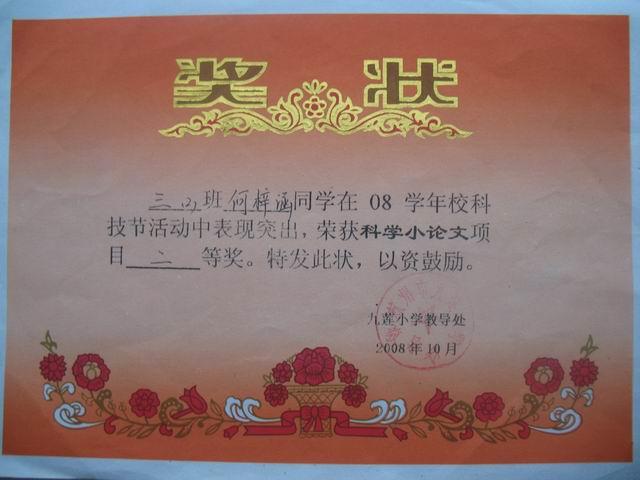 奖 状
三(2)班何梓涵同学在 08 学年校科
技节活动中表现突出，荣获科学小论文项
目 二 等奖。特发此状，以资鼓励。
九莲小学教导处
2008 年 10 月